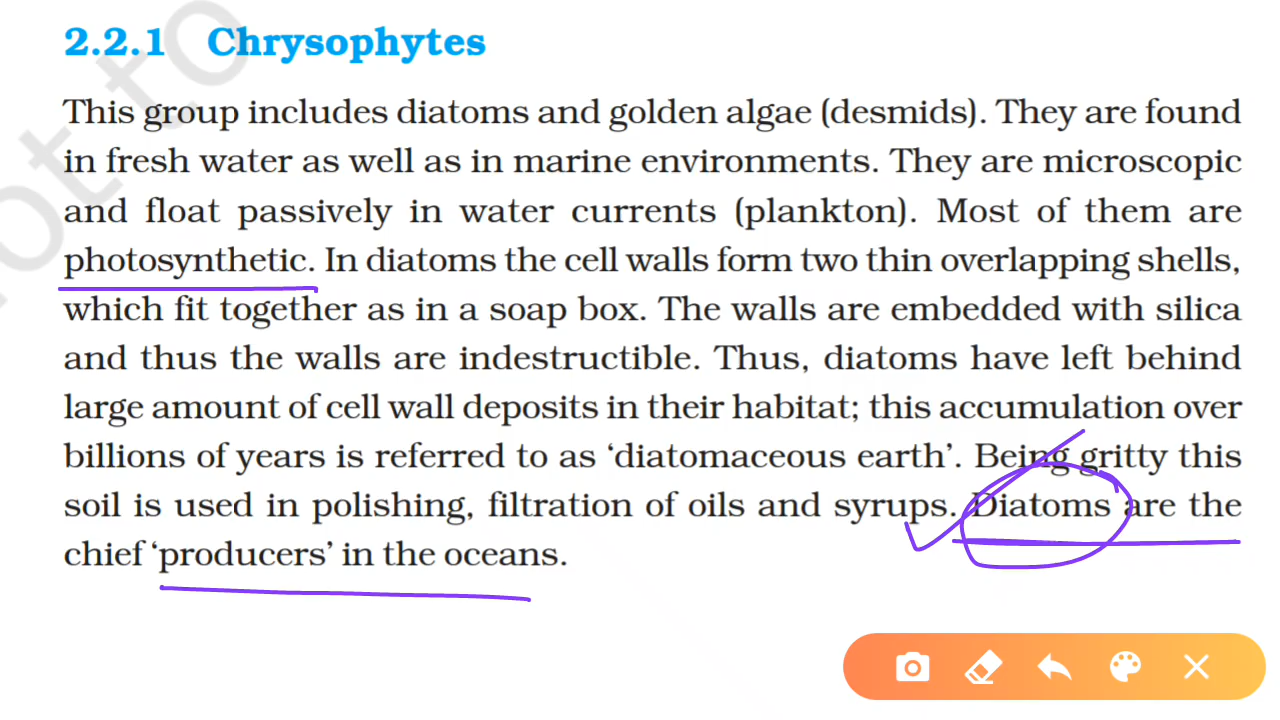 2.2.1 Chrysophytes
This group includes diatoms and golden algae (desmids). They are found
in fresh water as well as in marine environments. They are microscopic
and float passively in water currents (plankton). Most of them are
photosynthetic. In diatoms the cell walls form two thin overlapping shells,
which fit together as in a soap box. The walls are embedded with silica
and thus the walls are indestructible. Thus, diatoms have left behind
large amount of cell wall deposits in their habitat; this accumulation over
billions of years is referred to as ‘diatomaceous earth’. Being gritty this
soil is used in polishing, filtration of oils and syrups. Diatoms are the
chief ‘producers’ in the oceans.